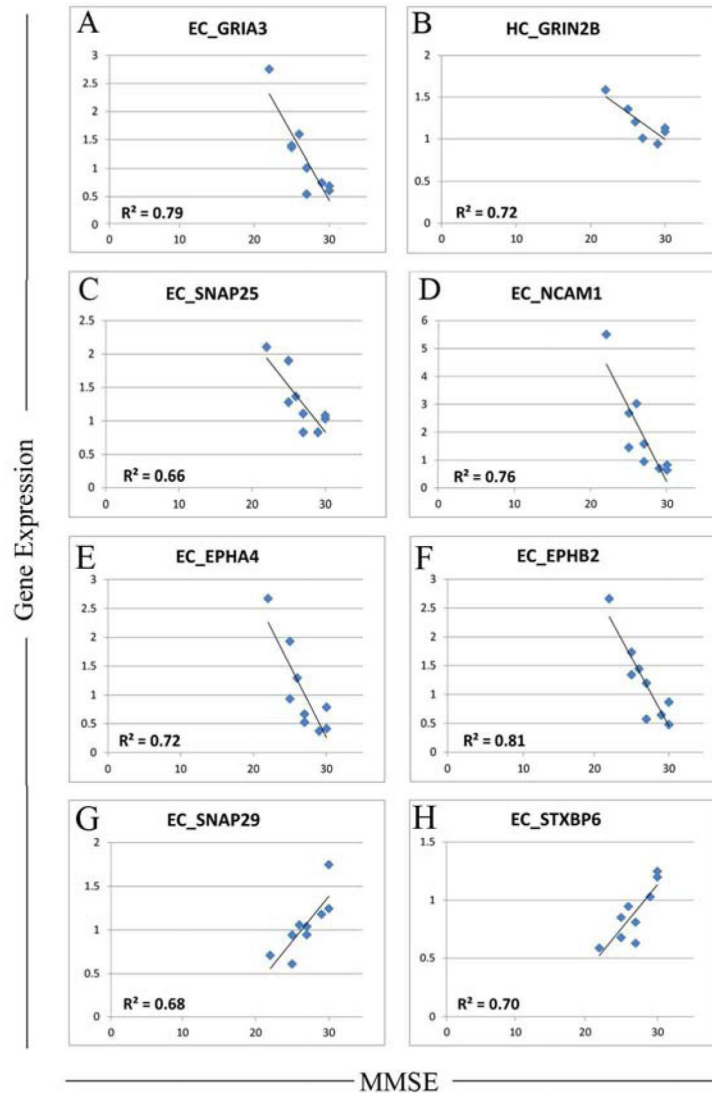 Gene Expression
A
EC_GRIA3
3
2.5
2
1.5
1
0.5
0
R² = 0.79
0 10 20 30
B
HC_GRIN2B
2
1.5
1
0.5
0
R² = 0.72
0 10 20 30
C
EC_SNAP25
2.5
2
1.5
1
0.5
0
R² = 0.66
0 10 20 30
D
EC_NCAM1
6
5
4
3
2
1
0
R² = 0.76
0 10 20 30
E
EC_EPHA4
3
2.5
2
1.5
1
0.5
0
R² = 0.72
0 10 20 30
F
EC_EPHB2
3
2.5
2
1.5
1
0.5
0
R² = 0.81
0 10 20 30
G
EC_SNAP29
2
1.5
1
0.5
0
R² = 0.68
0 10 20 30
H
EC_STXBP6
1.5
1
0.5
0
R² = 0.70
0 10 20 30
MMSE